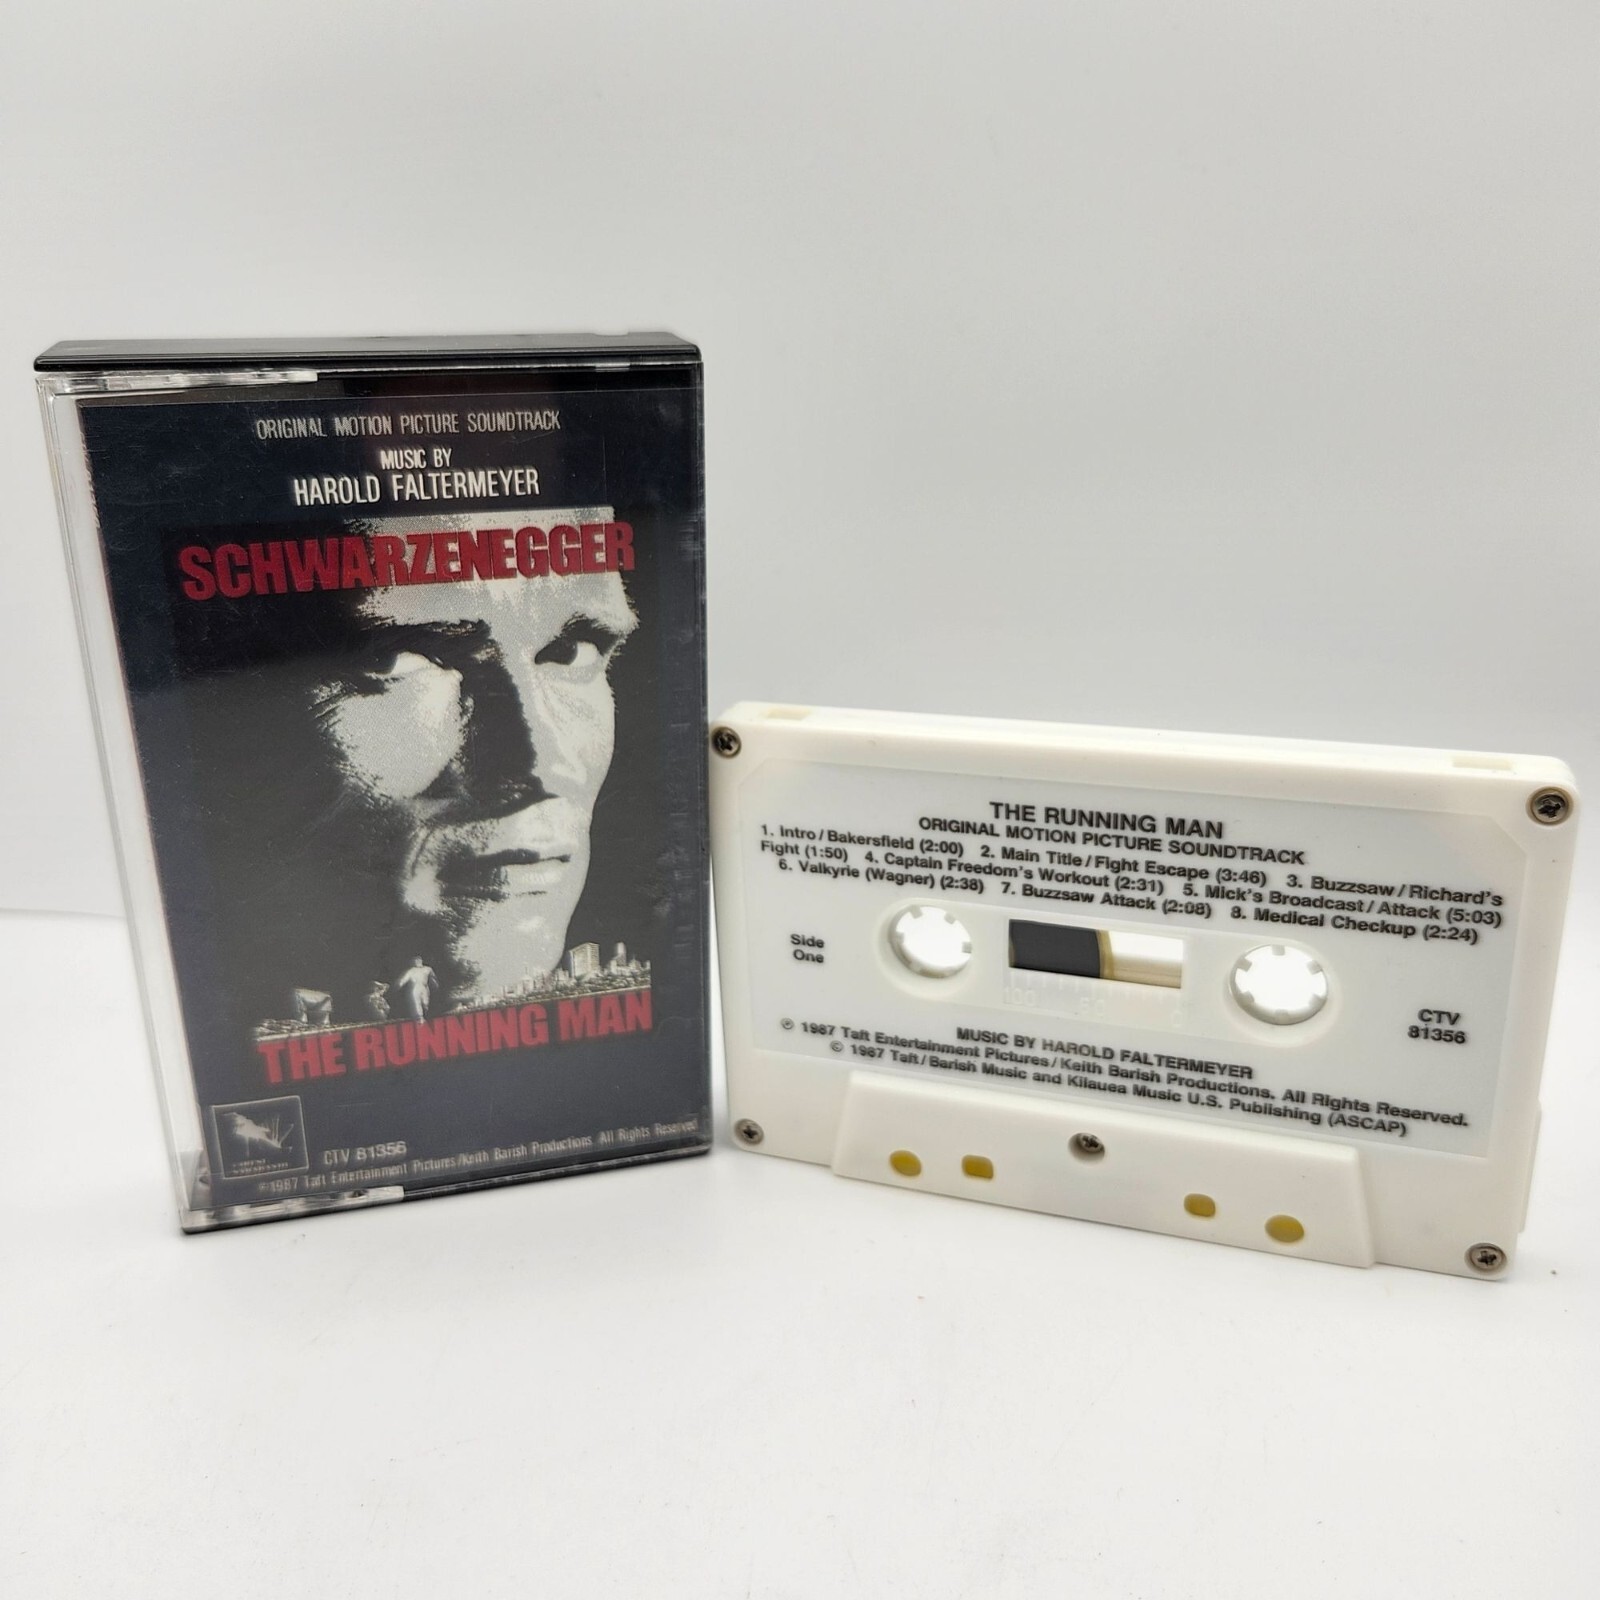 ORIGINAL MOTION PICTURE SOUNDTRACK
MUSIC BY
HAROLD FALTERMEYER
SCHWARZENEGGER
THE RUNNING MAN
VARÈSE
SARABANDE
CTV 81356
℗1987 Taft Entertainment Pictures/Keith Barish Productions. All Rights Reserved
THE RUNNING MAN
ORIGINAL MOTION PICTURE SOUNDTRACK
1. Intro/Bakersfield (2:00) 2. Main Title/Fight Escape (3:46) 3. Buzzsaw/Richard's
Fight (1:50) 4. Captain Freedom's Workout (2:31) 5. Mick's Broadcast/Attack (5:03)
6. Valkyrie (Wagner) (2:38) 7. Buzzsaw Attack (2:08) 8. Medical Checkup (2:24)
Side
One
100 50 0
CTV
81356
MUSIC BY HAROLD FALTERMEYER
℗ 1987 Taft Entertainment Pictures/Keith Barish Productions. All Rights Reserved.
© 1987 Taft/Barish Music and Kilauea Music U.S. Publishing (ASCAP)